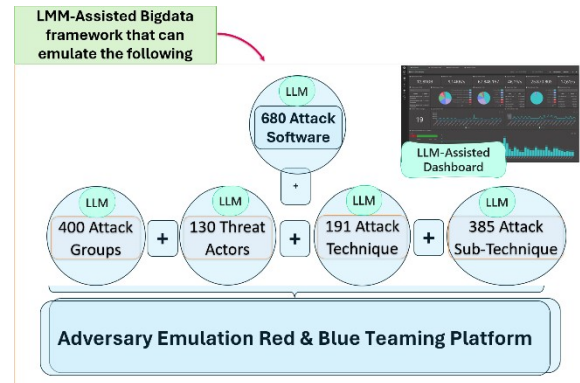 LMM-Assisted Bigdata
framework that can
emulate the following
LLM
680 Attack
Software
+
LLM-Assisted
Dashboard
19
LLM
400 Attack
Groups
+
LLM
130 Threat
Actors
+
LLM
191 Attack
Technique
+
LLM
385 Attack
Sub-Technique
Adversary Emulation Red & Blue Teaming Platform